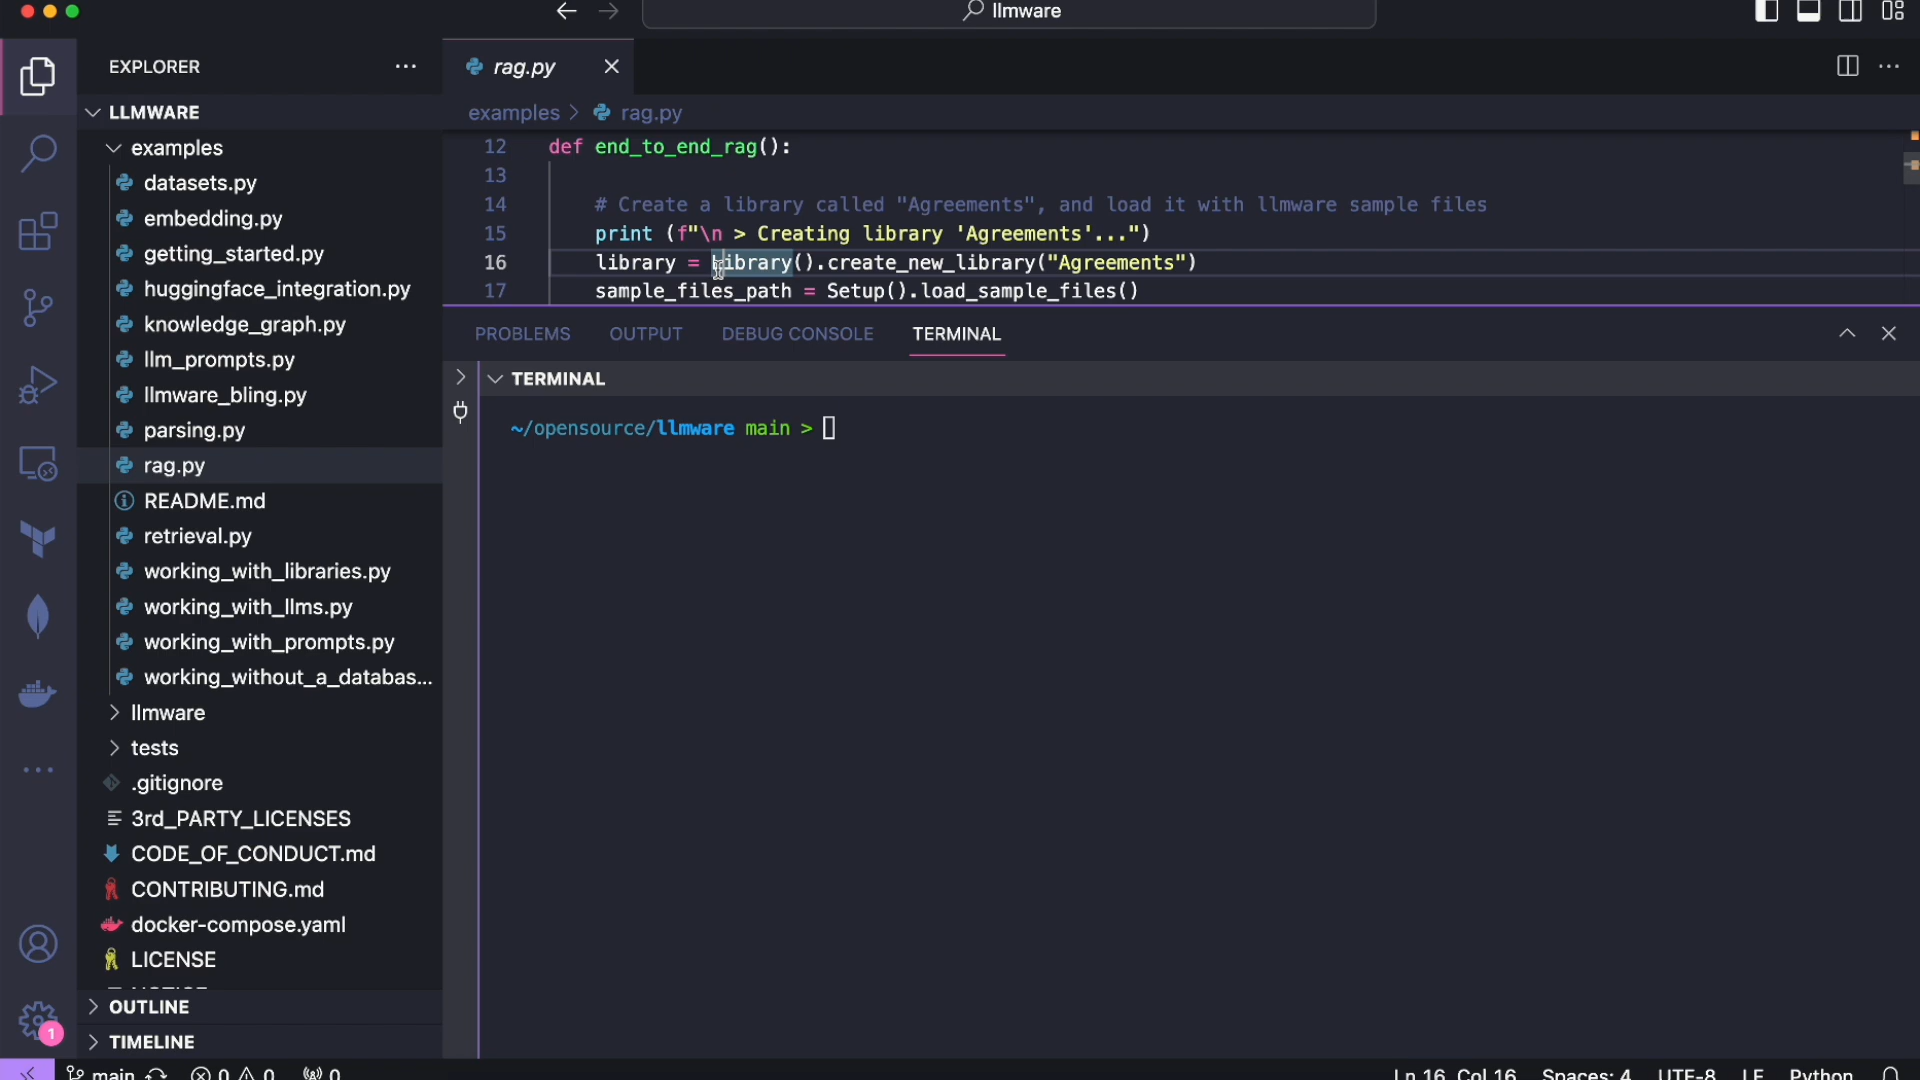 llmware
EXPLORER
LLMWARE
examples
datasets.py
embedding.py
getting_started.py
huggingface_integration.py
knowledge_graph.py
llm_prompts.py
llmware_bling.py
parsing.py
rag.py
README.md
retrieval.py
working_with_libraries.py
working_with_llms.py
working_with_prompts.py
working_without_a_databas...
llmware
tests
.gitignore
3rd_PARTY_LICENSES
CODE_OF_CONDUCT.md
CONTRIBUTING.md
docker-compose.yaml
LICENSE
OUTLINE
TIMELINE
1
rag.py
examples > rag.py
12 def end_to_end_rag():
13
14 # Create a library called "Agreements", and load it with llmware sample files
15 print (f"\n > Creating library 'Agreements'...")
16 library = Library().create_new_library("Agreements")
17 sample_files_path = Setup().load_sample_files()
PROBLEMS OUTPUT DEBUG CONSOLE TERMINAL
TERMINAL
~/opensource/llmware main >
main 0 0 0 Ln 16, Col 16 Spaces: 4 UTF-8 LF Python